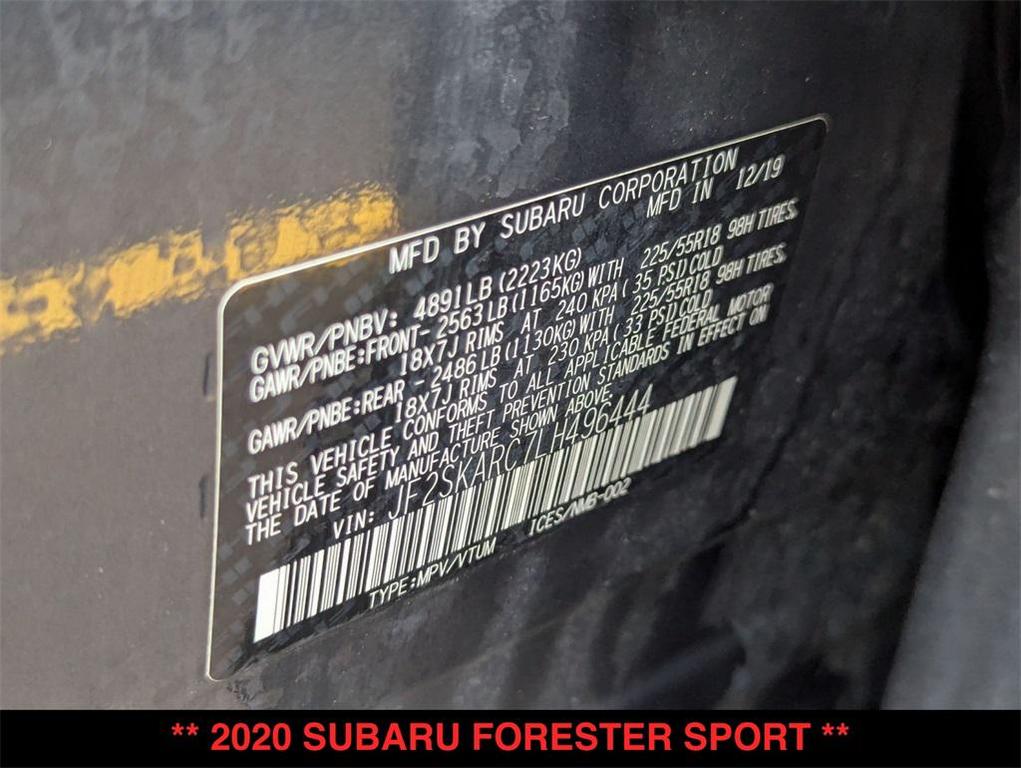 MFD BY SUBARU CORPORATION
MFD IN 12/19
GVWR/PNBV: 4891LB(2223KG)
GAWR/PNBE:FRONT-2563LB(1165KG)WITH 225/55R18 98H TIRES,
18X7J RIMS AT 240 KPA(35 PSI)COLD
GAWR/PNBE:REAR -2486LB(1130KG)WITH 225/55R18 98H TIRES,
18X7J RIMS AT 230 KPA(33 PSI)COLD
THIS VEHICLE CONFORMS TO ALL APPLICABLE FEDERAL MOTOR
VEHICLE SAFETY AND THEFT PREVENTION STANDARDS IN EFFECT ON
THE DATE OF MANUFACTURE SHOWN ABOVE.
VIN: JF2SKARC7LH496444
TYPE:MPV/VTUM ICES/NMB-002
** 2020 SUBARU FORESTER SPORT **